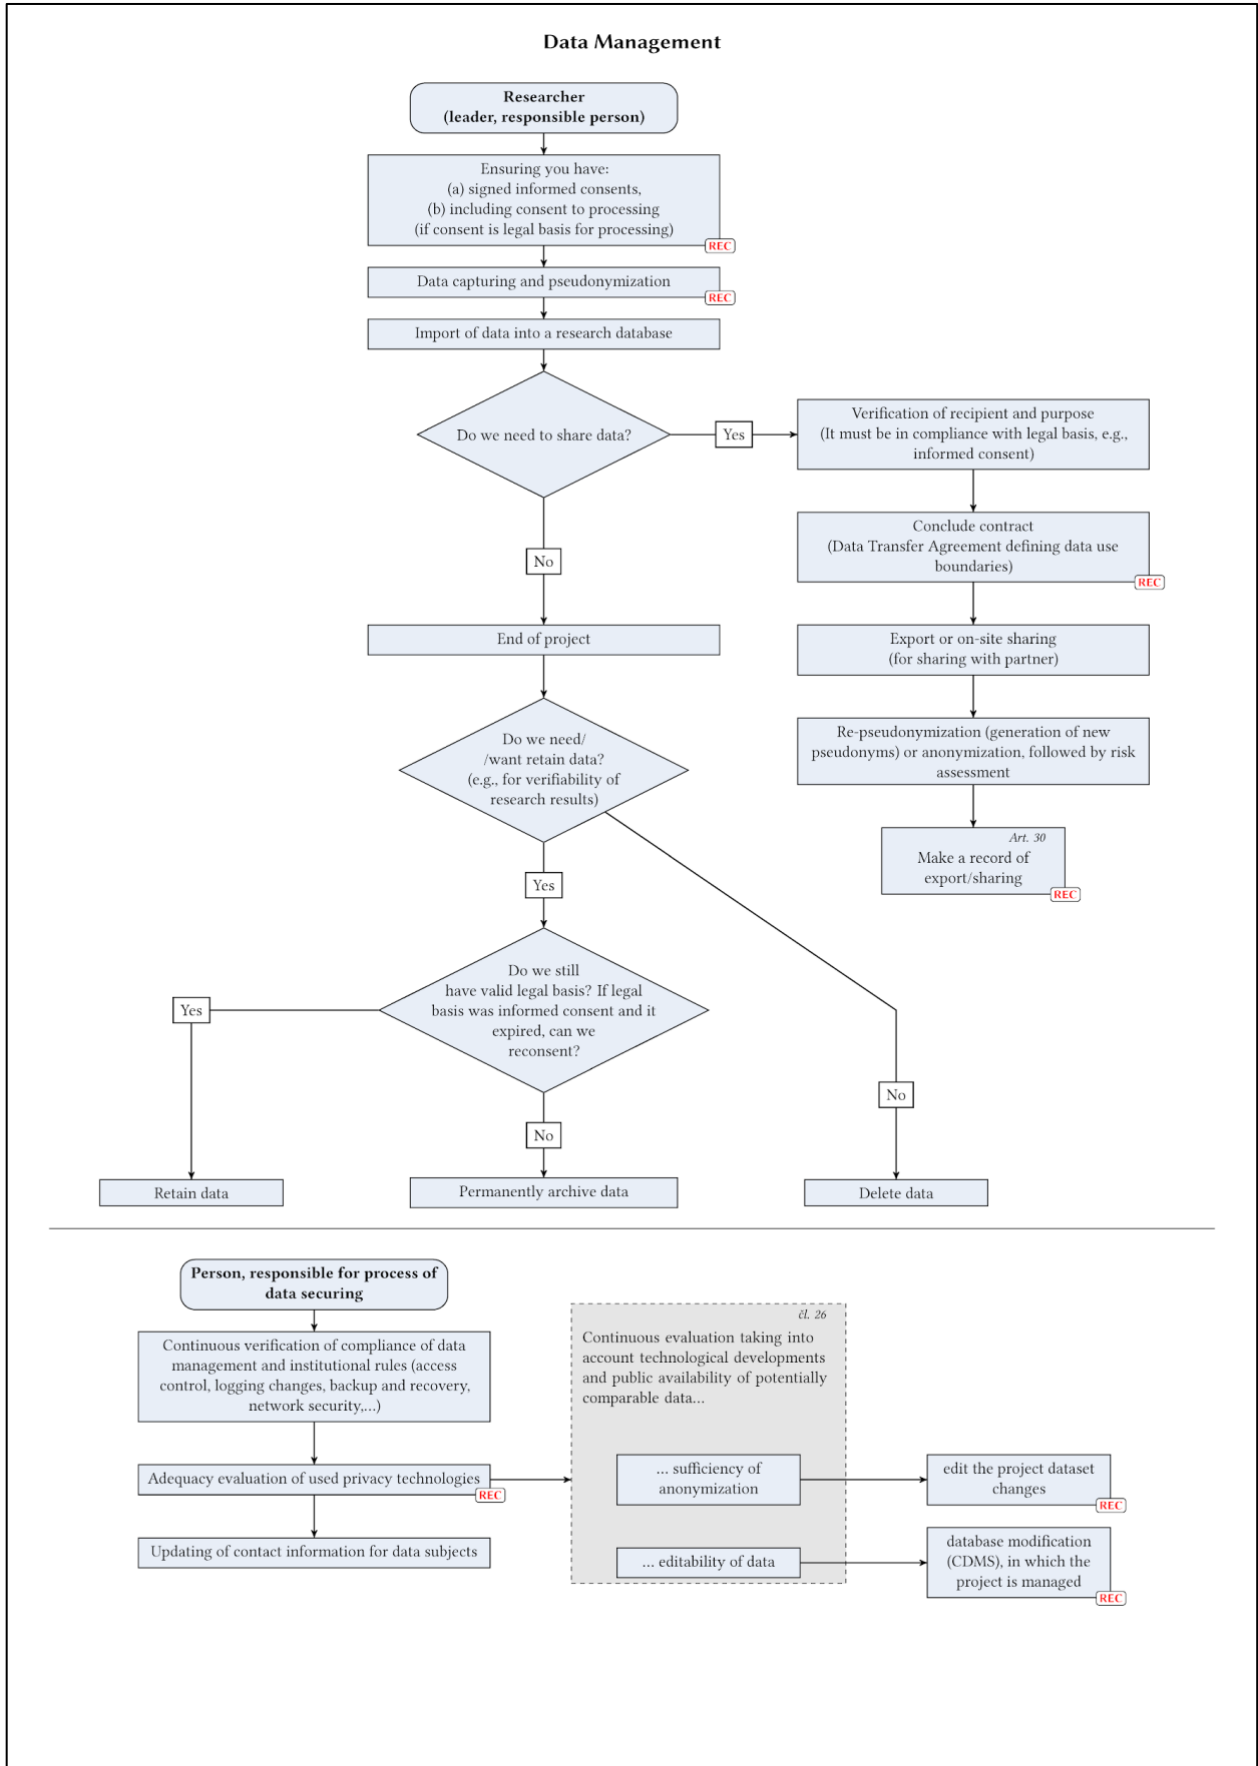 Data Management
Researcher
(leader, responsible person)
Ensuring you have:
(a) signed informed consents,
(b) including consent to processing
(if consent is legal basis for processing)
REC
Data capturing and pseudonymization
REC
Import of data into a research database
Do we need to share data?
Yes
Verification of recipient and purpose
(It must be in compliance with legal basis, e.g.,
informed consent)
Conclude contract
(Data Transfer Agreement defining data use
boundaries)
REC
Export or on-site sharing
(for sharing with partner)
Re-pseudonymization (generation of new
pseudonyms) or anonymization, followed by risk
assessment
Art. 30
Make a record of
export/sharing
REC
No
End of project
Do we need/
/want retain data?
(e.g., for verifiability of
research results)
Yes
Do we still
have valid legal basis? If legal
basis was informed consent and it
expired, can we
reconsent?
Yes
No
No
Retain data
Permanently archive data
Delete data
Person, responsible for process of
data securing
Continuous verification of compliance of data
management and institutional rules (access
control, logging changes, backup and recovery,
network security,...)
Adequacy evaluation of used privacy technologies
REC
Updating of contact information for data subjects
čl. 26
Continuous evaluation taking into
account technological developments
and public availability of potentially
comparable data...
... sufficiency of
anonymization
edit the project dataset
changes
REC
... editability of data
database modification
(CDMS), in which the
project is managed
REC